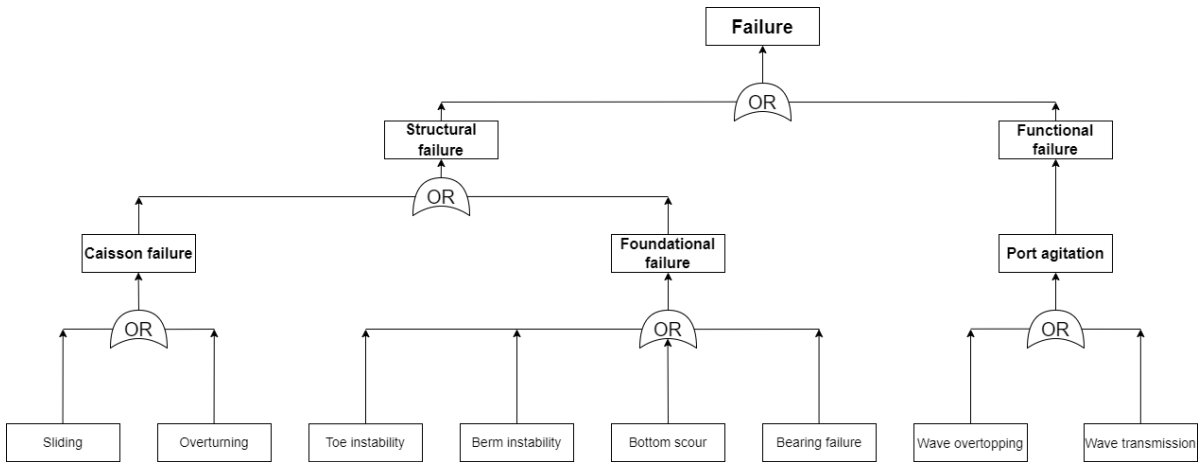 Failure
OR
Structural
failure
Functional
failure
OR
Caisson failure
Foundational
failure
Port agitation
OR
OR
OR
Sliding
Overturning
Toe instability
Berm instability
Bottom scour
Bearing failure
Wave overtopping
Wave transmission